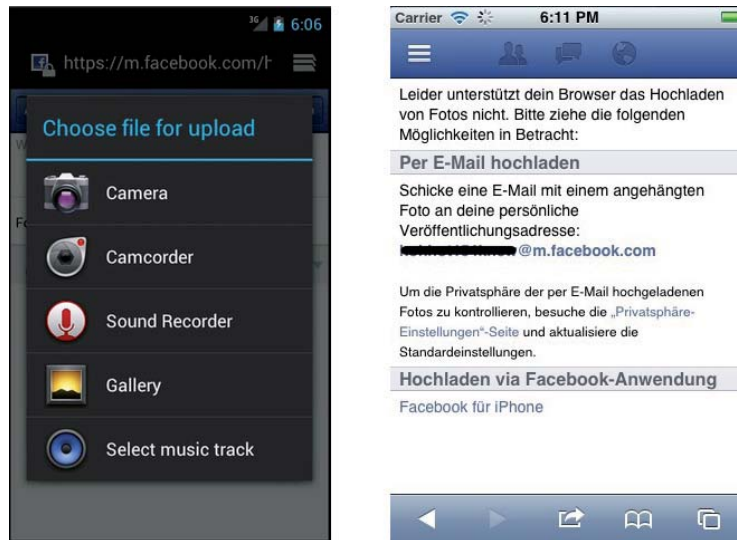 3G 6:06
https://m.facebook.com/h
Choose file for upload
Camera
Camcorder
Sound Recorder
Gallery
Select music track
Carrier 6:11 PM
Leider unterstützt dein Browser das Hochladen
von Fotos nicht. Bitte ziehe die folgenden
Möglichkeiten in Betracht:
Per E-Mail hochladen
Schicke eine E-Mail mit einem angehängten
Foto an deine persönliche
Veröffentlichungsadresse:
@m.facebook.com
Um die Privatsphäre der per E-Mail hochgeladenen
Fotos zu kontrollieren, besuche die „Privatsphäre-
Einstellungen“-Seite und aktualisiere die
Standardeinstellungen.
Hochladen via Facebook-Anwendung
Facebook für iPhone